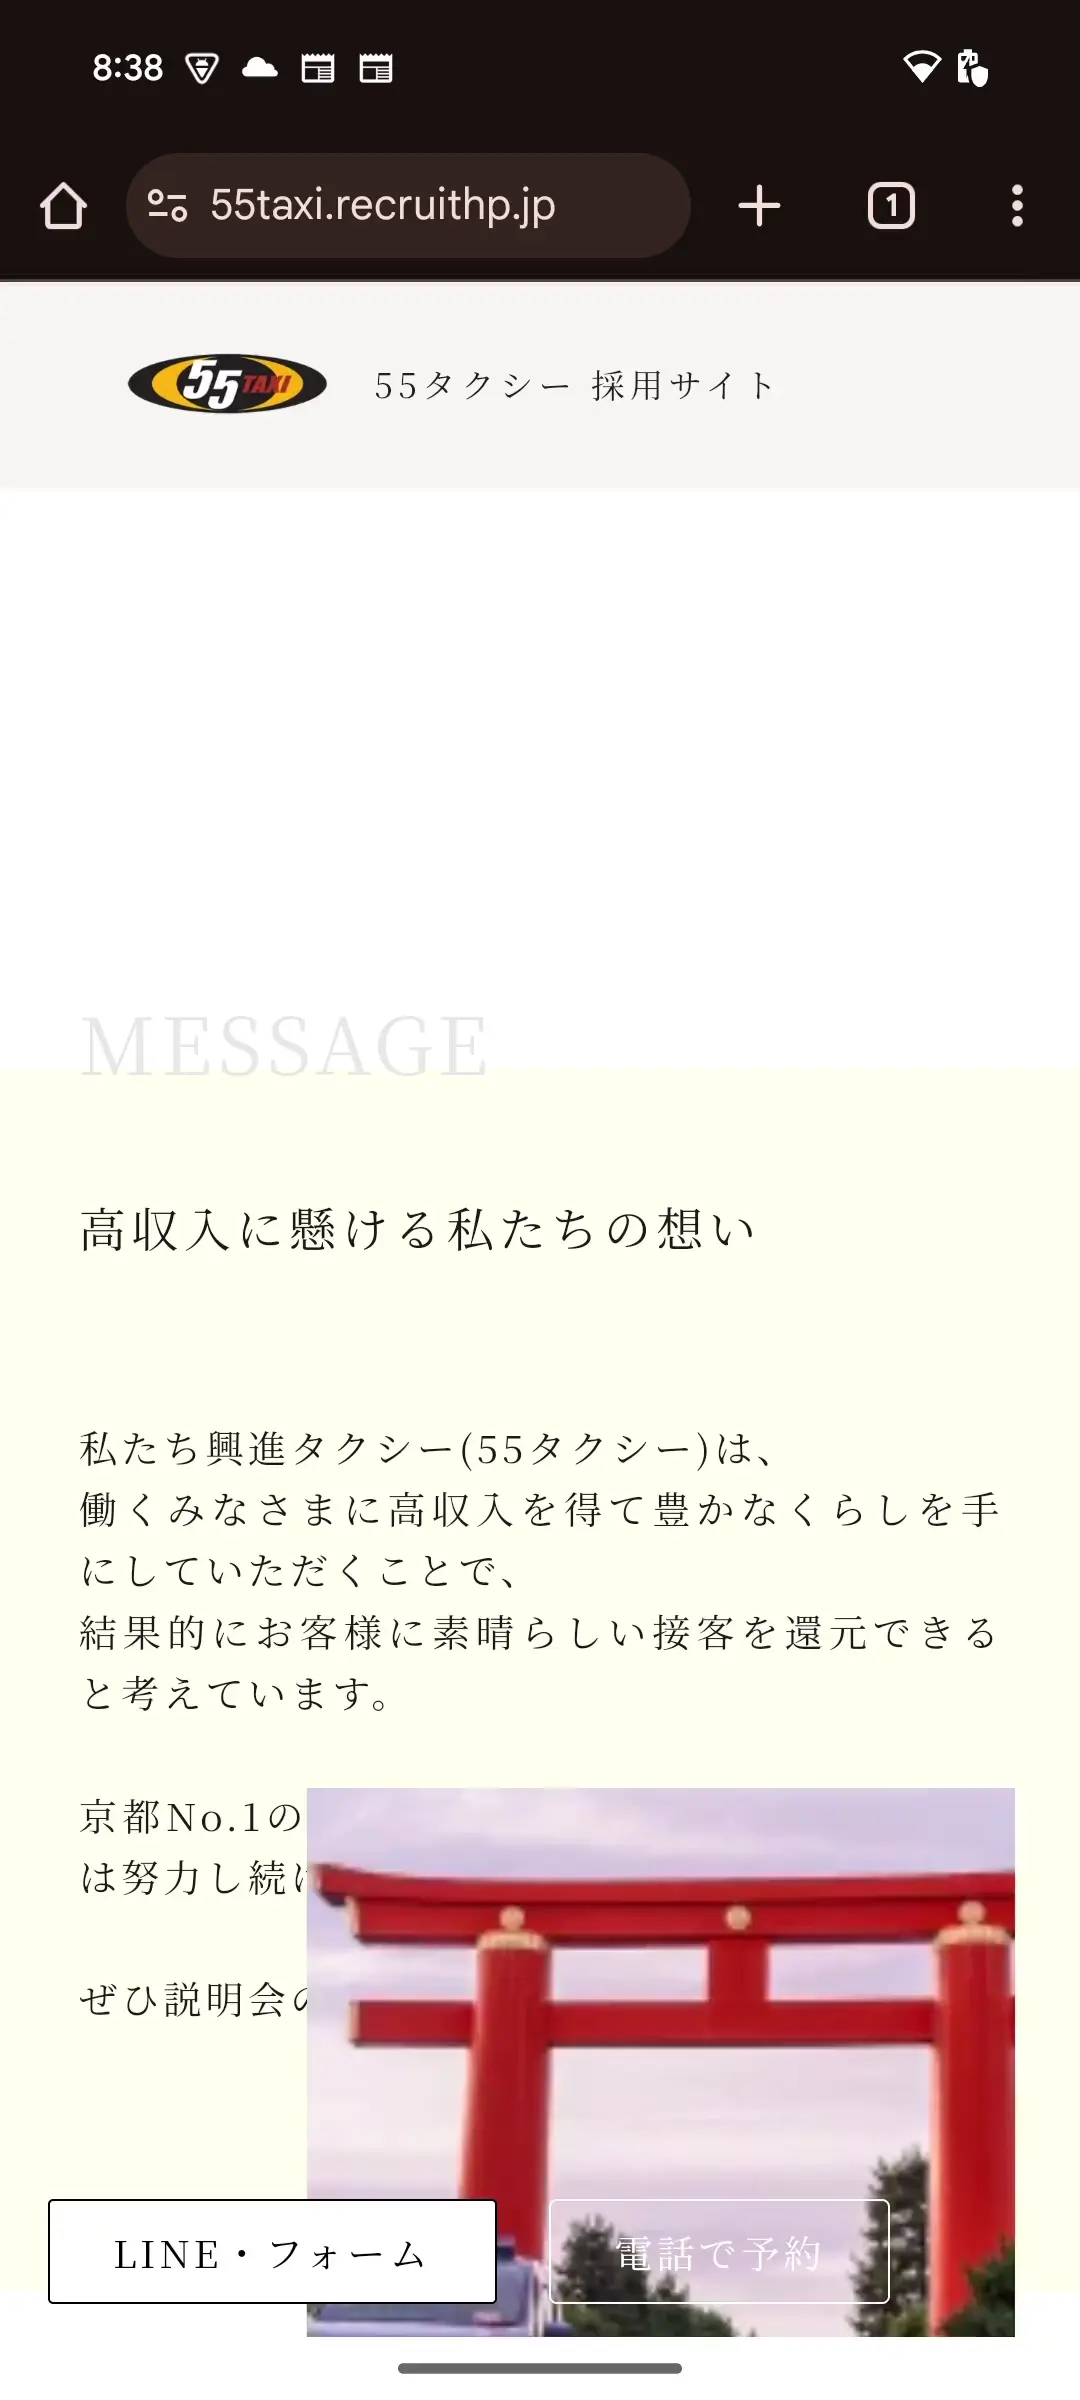 8:38
55taxi.recruithp.jp
1
55 TAXI
55タクシー 採用サイト
MESSAGE
高収入に懸ける私たちの想い
私たち興進タクシー(55タクシー)は、
働くみなさまに高収入を得て豊かなくらしを手
にしていただくことで、
結果的にお客様に素晴らしい接客を還元できる
と考えています。
京都No.1の
は努力し続け
ぜひ説明会の
LINE・フォーム
電話で予約